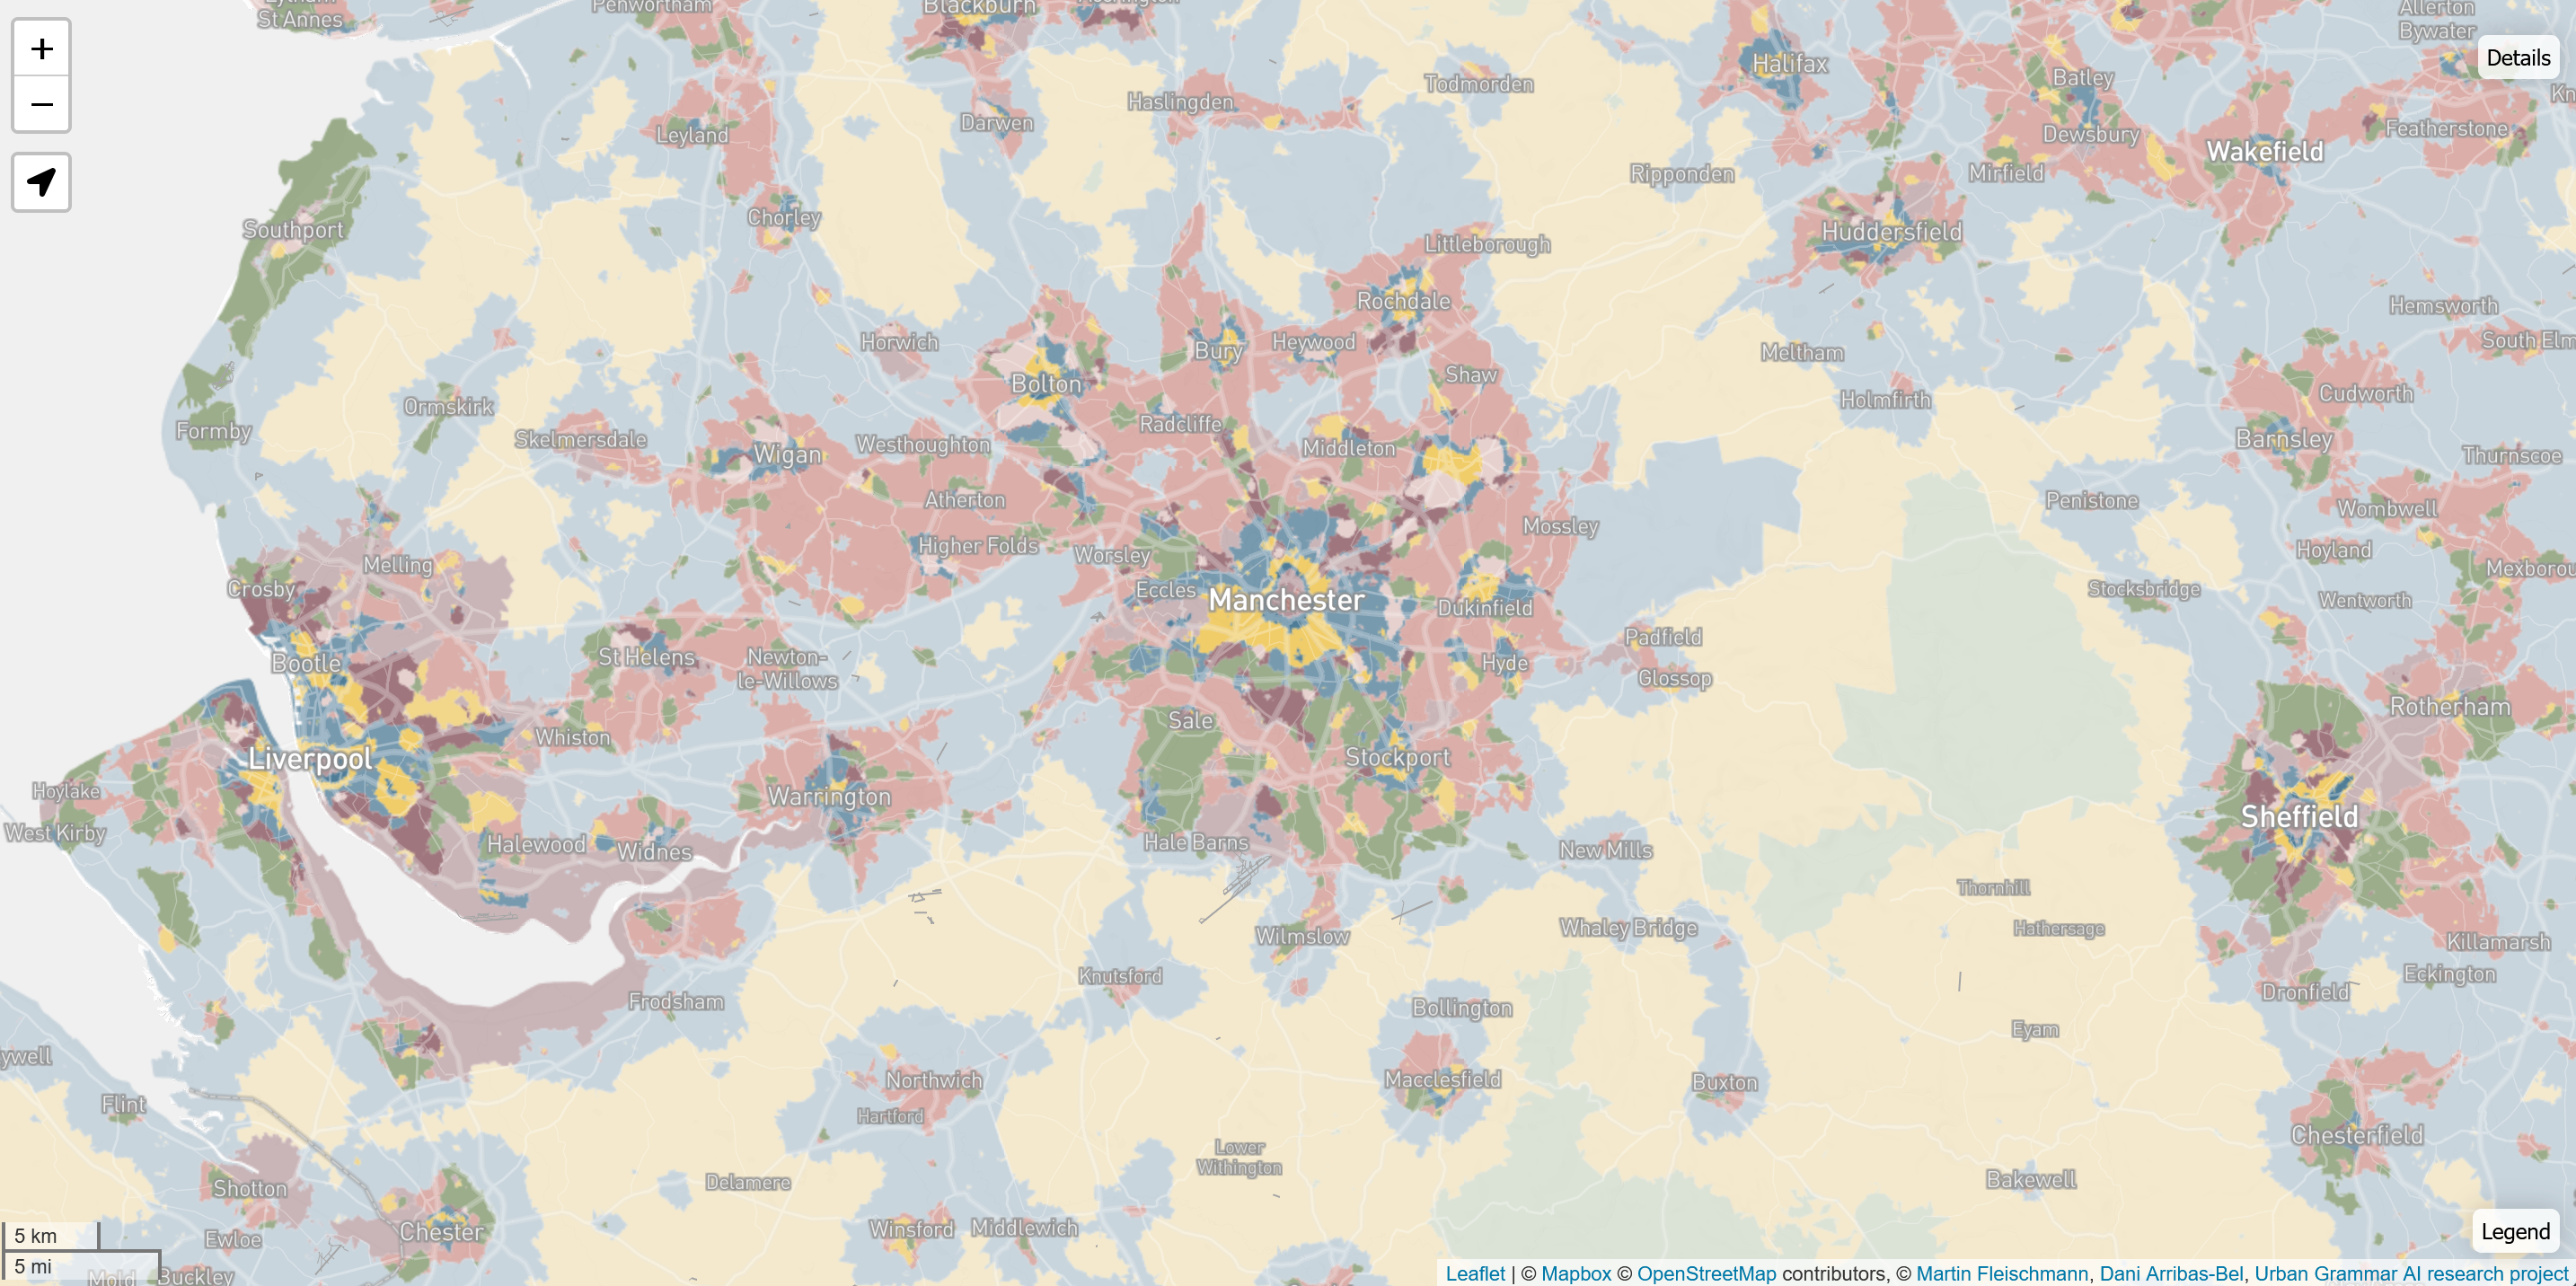 Lytham
St Annes
Penwortham
Blackburn
Allerton
Bywater
+
−
Details
Halifax
Batley
Todmorden
Haslingden
Darwen
Leyland
Dewsbury
Featherstone
Wakefield
Ripponden
Mirfield
Chorley
Southport
Huddersfield
Littleborough
Rochdale
Hemsworth
Horwich
Bury
Heywood
Meltham
South Elm
Bolton
Shaw
Cudworth
Holmfirth
Ormskirk
Formby
Skelmersdale
Radcliffe
Barnsley
Wigan
Westhoughton
Middleton
Thurnscoe
Atherton
Penistone
Wombwell
Mossley
Higher Folds
Worsley
Hoyland
Melling
Mexborou
Crosby
Eccles
Manchester
Dukinfield
Stocksbridge
Wentworth
Padfield
Bootle
St Helens
Newton-
le-Willows
Hyde
Glossop
Rotherham
Sale
Whiston
Liverpool
Stockport
Hoylake
Warrington
Sheffield
West Kirby
Halewood
Widnes
Hale Barns
New Mills
Thornhill
Hathersage
Whaley Bridge
Wilmslow
Killamarsh
Knutsford
Eckington
Dronfield
Frodsham
Bollington
Eyam
ywell
Northwich
Macclesfield
Buxton
Flint
Hartford
Chesterfield
Lower
Withington
Delamere
Bakewell
Shotton
Chester
Winsford
Middlewich
Ewloe
Legend
5 km
5 mi
Mold
Buckley
Leaflet | © Mapbox © OpenStreetMap contributors, © Martin Fleischmann, Dani Arribas-Bel, Urban Grammar AI research project